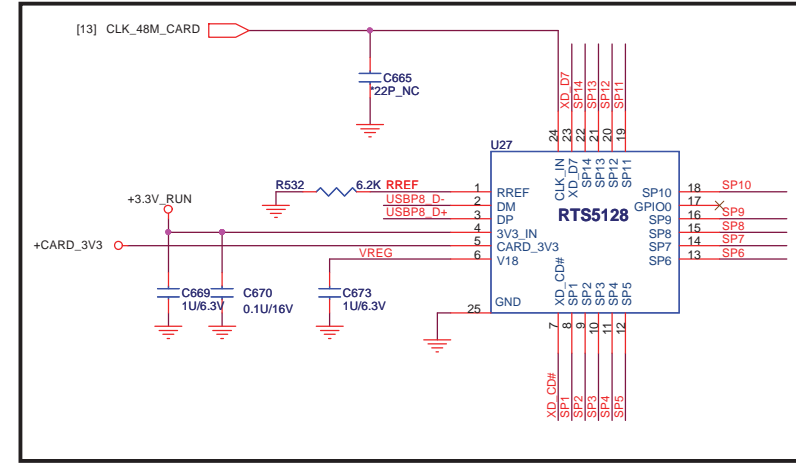 [13] CLK_48M_CARD
C665
*22P_NC
XD_D7
SP14
SP13
SP12
SP11
U27
24
23
22
21
20
19
CLK_IN
XD_D7
SP14
SP13
SP12
SP11
R532 6.2K RREF
USBP8_D-
USBP8_D+
1 RREF
2 DM
3 DP
4 3V3_IN
5 CARD_3V3
6 V18
RTS5128
SP10 18 SP10
GPIO0 17
SP9 16 SP9
SP8 15 SP8
SP7 14 SP7
SP6 13 SP6
+3.3V_RUN
+CARD_3V3
VREG
C669
1U/6.3V
C670
0.1U/16V
C673
1U/6.3V
25 GND
XD_CD#
SP1
SP2
SP3
SP4
SP5
7
8
9
10
11
12
XD_CD#
SP1
SP2
SP3
SP4
SP5